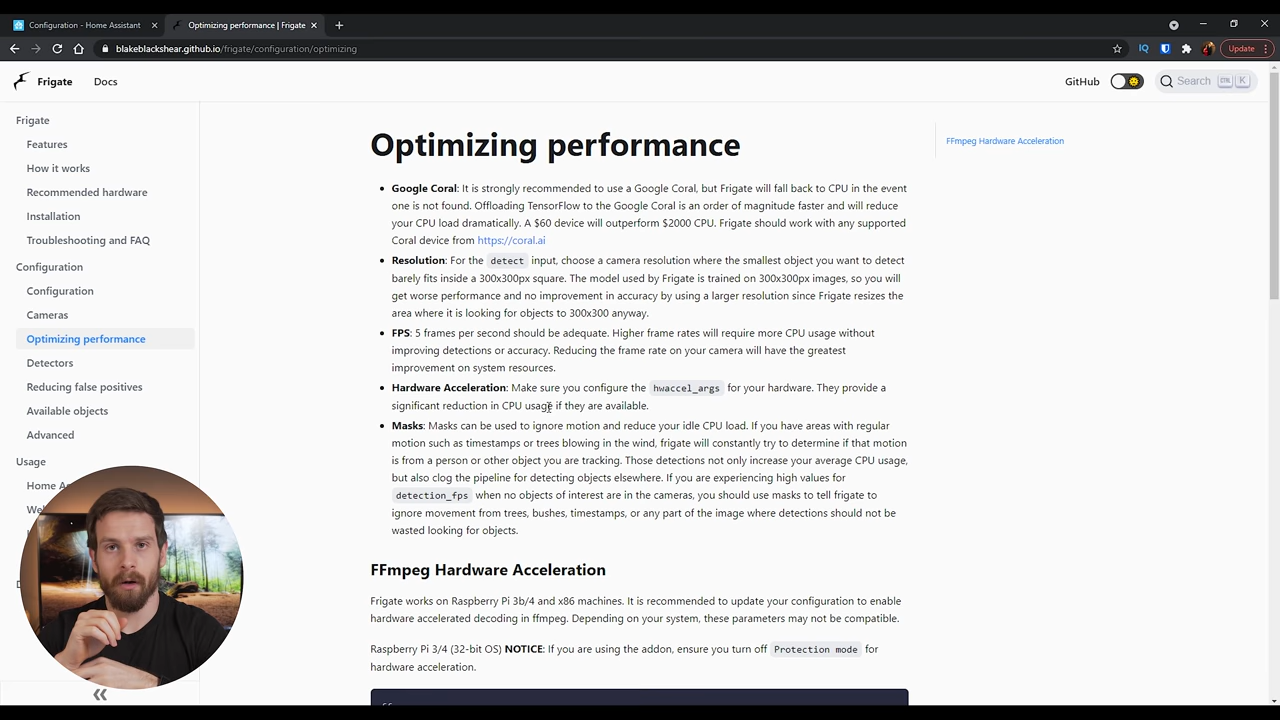 Configuration - Home Assistant
Optimizing performance | Frigate
blakeblackshear.github.io/frigate/configuration/optimizing
Update
Frigate
Docs
GitHub
Search
CTRL
K
Frigate
Features
How it works
Recommended hardware
Installation
Troubleshooting and FAQ
Configuration
Configuration
Cameras
Optimizing performance
Detectors
Reducing false positives
Available objects
Advanced
Usage
Optimizing performance
Google Coral: It is strongly recommended to use a Google Coral, but Frigate will fall back to CPU in the event
one is not found. Offloading TensorFlow to the Google Coral is an order of magnitude faster and will reduce
your CPU load dramatically. A $60 device will outperform $2000 CPU. Frigate should work with any supported
Coral device from https://coral.ai
Resolution: For the detect input, choose a camera resolution where the smallest object you want to detect
barely fits inside a 300x300px square. The model used by Frigate is trained on 300x300px images, so you will
get worse performance and no improvement in accuracy by using a larger resolution since Frigate resizes the
area where it is looking for objects to 300x300 anyway.
FPS: 5 frames per second should be adequate. Higher frame rates will require more CPU usage without
improving detections or accuracy. Reducing the frame rate on your camera will have the greatest
improvement on system resources.
Hardware Acceleration: Make sure you configure the hwaccel_args for your hardware. They provide a
significant reduction in CPU usage if they are available.
Masks: Masks can be used to ignore motion and reduce your idle CPU load. If you have areas with regular
motion such as timestamps or trees blowing in the wind, frigate will constantly try to determine if that motion
is from a person or other object you are tracking. Those detections not only increase your average CPU usage,
but also clog the pipeline for detecting objects elsewhere. If you are experiencing high values for
detection_fps when no objects of interest are in the cameras, you should use masks to tell frigate to
ignore movement from trees, bushes, timestamps, or any part of the image where detections should not be
wasted looking for objects.
FFmpeg Hardware Acceleration
Frigate works on Raspberry Pi 3b/4 and x86 machines. It is recommended to update your configuration to enable
hardware accelerated decoding in ffmpeg. Depending on your system, these parameters may not be compatible.
Raspberry Pi 3/4 (32-bit OS) NOTICE: If you are using the addon, ensure you turn off Protection mode for
hardware acceleration.
FFmpeg Hardware Acceleration